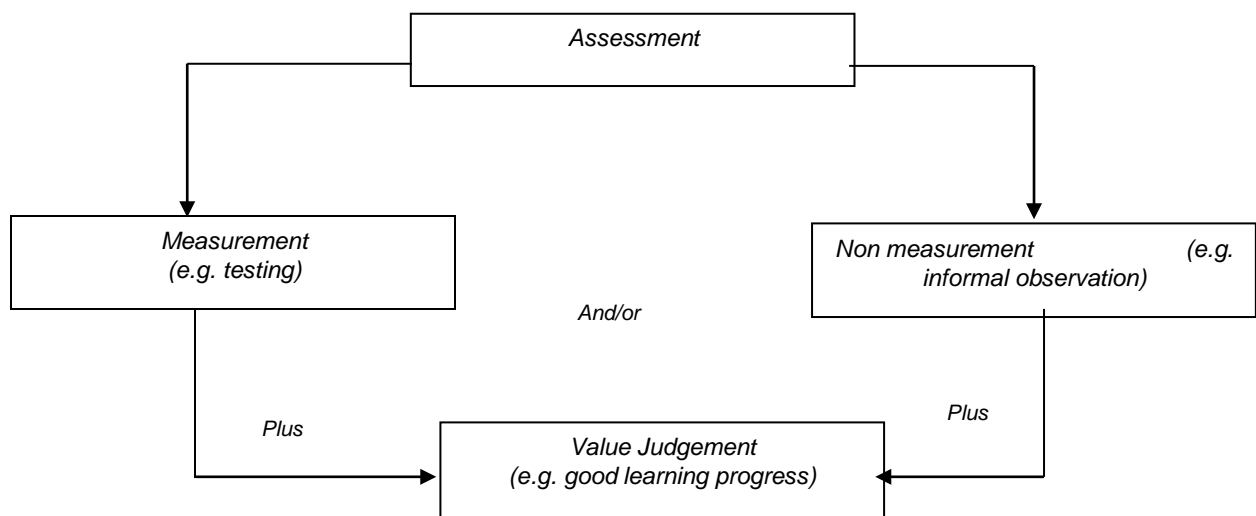 Assessment
Measurement
(e.g. testing)
Non measurement (e.g.
informal observation)
And/or
Plus
Plus
Value Judgement
(e.g. good learning progress)